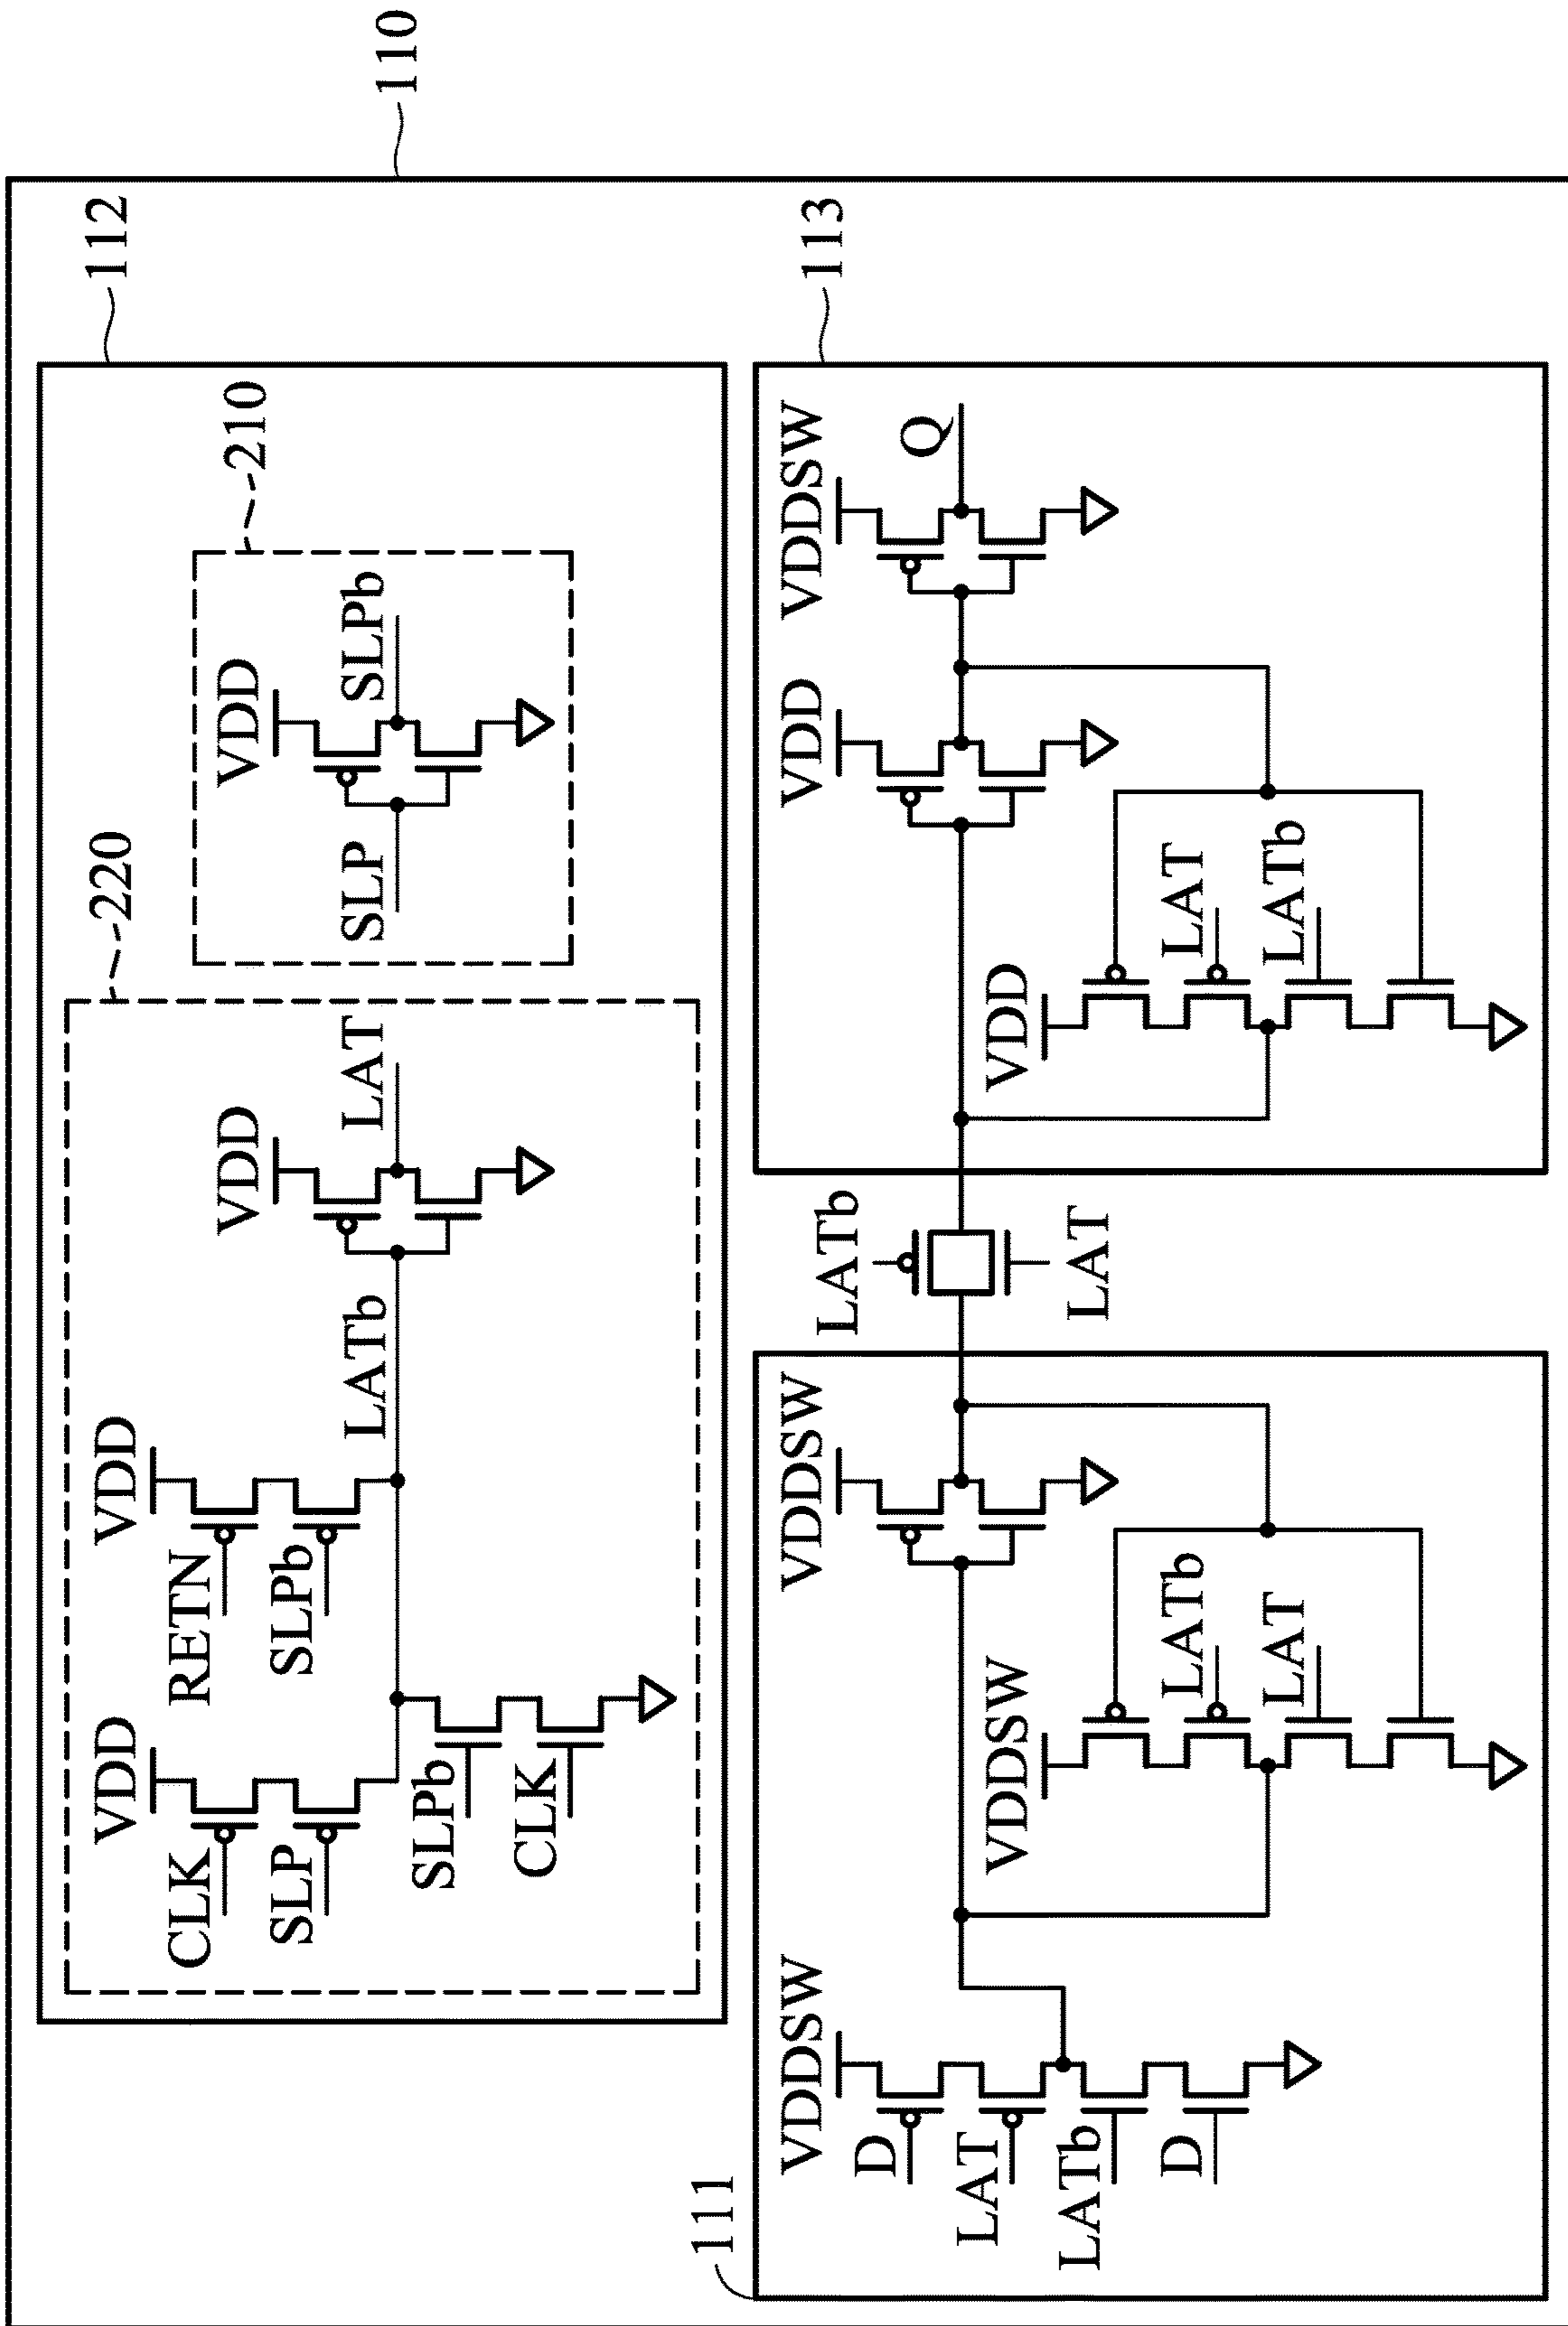 110
112
220
210
VDD
CLK
SLP
SLPb
CLK
VDD
RETN
SLPb
LATb
VDD
LAT
SLP
VDD
SLPb
111
VDDSW
D
LAT
LATb
D
VDDSW
LATb
LAT
VDDSW
LATb
LAT
113
VDD
LAT
LATb
VDD
VDDSW
Q